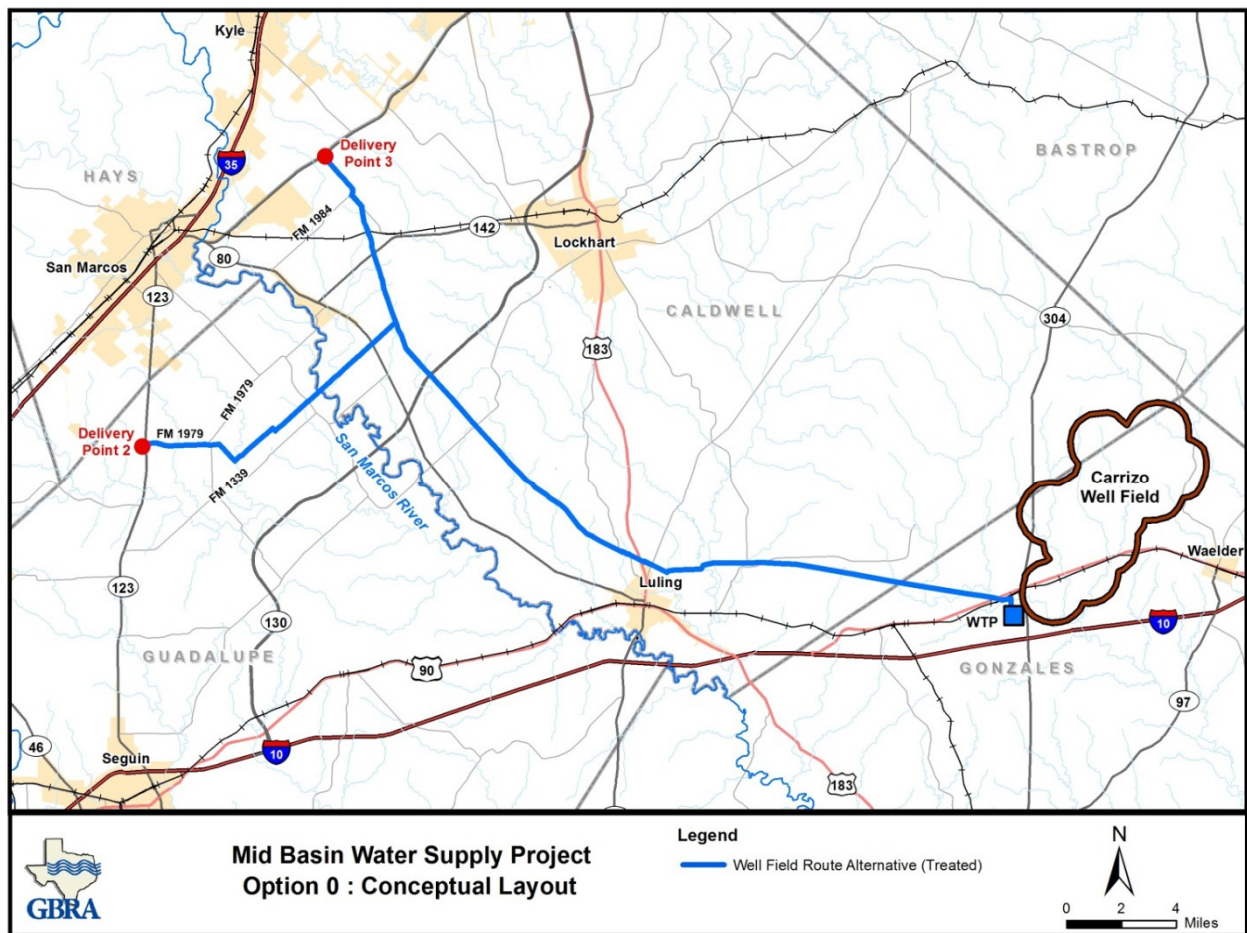 Kyle
Delivery
Point 3
BASTROP
35
HAYS
FM 1984
142
Lockhart
80
San Marcos
123
CALDWELL
304
183
FM 1979
Delivery
Point 2
FM 1979
FM 1339
San Marcos River
Carrizo
Well Field
Waelder
Luling
123
130
WTP
10
GUADALUPE
90
GONZALES
97
46
Seguin
10
183
GBRA
Mid Basin Water Supply Project
Option 0 : Conceptual Layout
Legend
Well Field Route Alternative (Treated)
N
0 2 4
Miles